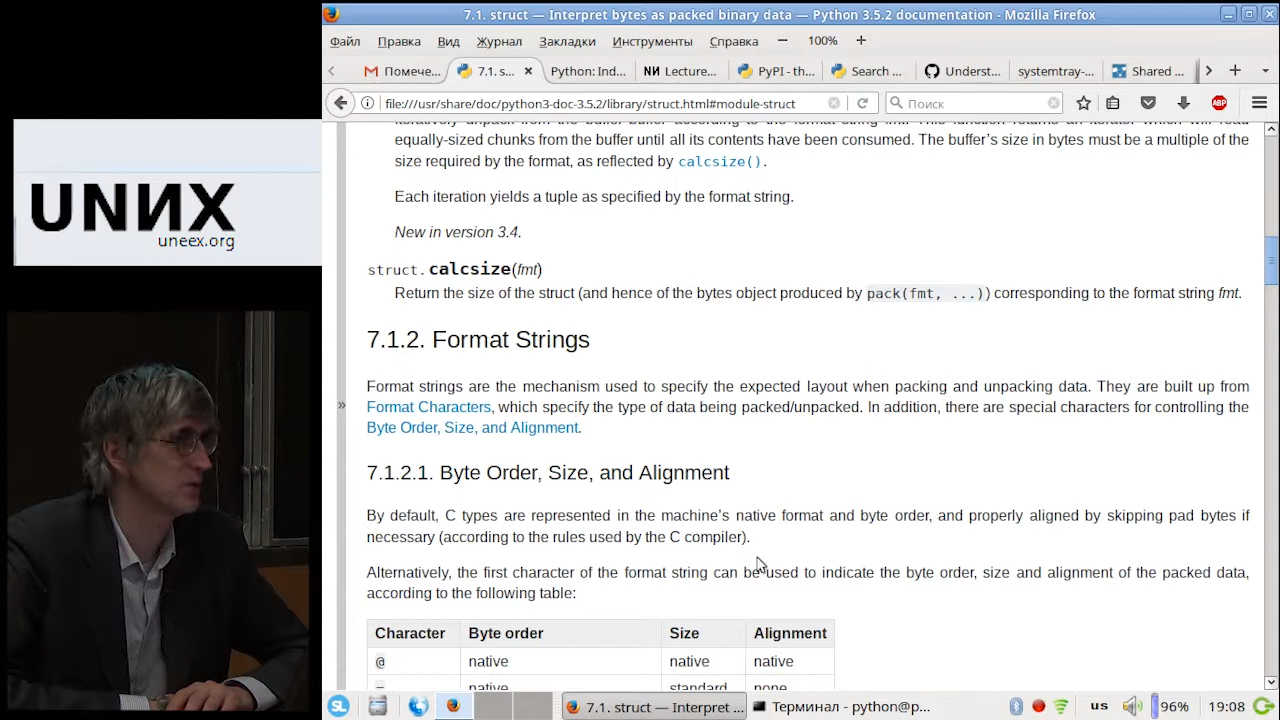 7.1. struct — Interpret bytes as packed binary data — Python 3.5.2 documentation - Mozilla Firefox
Файл Правка Вид Журнал Закладки Инструменты Справка − 100% +
Помече... 7.1. s... Python: Ind... NИ Lecture... PyPI - th... Search ... Underst... systemtray-... Shared ...
file:///usr/share/doc/python3-doc-3.5.2/library/struct.html#module-struct Поиск ABP
equally-sized chunks from the buffer until all its contents have been consumed. The buffer’s size in bytes must be a multiple of the
size required by the format, as reflected by calcsize().
Each iteration yields a tuple as specified by the format string.
New in version 3.4.
struct.calcsize(fmt)
Return the size of the struct (and hence of the bytes object produced by pack(fmt, ...)) corresponding to the format string fmt.
7.1.2. Format Strings
Format strings are the mechanism used to specify the expected layout when packing and unpacking data. They are built up from
Format Characters, which specify the type of data being packed/unpacked. In addition, there are special characters for controlling the
Byte Order, Size, and Alignment.
»
7.1.2.1. Byte Order, Size, and Alignment
By default, C types are represented in the machine’s native format and byte order, and properly aligned by skipping pad bytes if
necessary (according to the rules used by the C compiler).
Alternatively, the first character of the format string can be used to indicate the byte order, size and alignment of the packed data,
according to the following table:
Character Byte order Size Alignment
@ native native native
native standard none
7.1. struct — Interpret ... Терминал - python@p... us 96% 19:08
UNИX
uneex.org